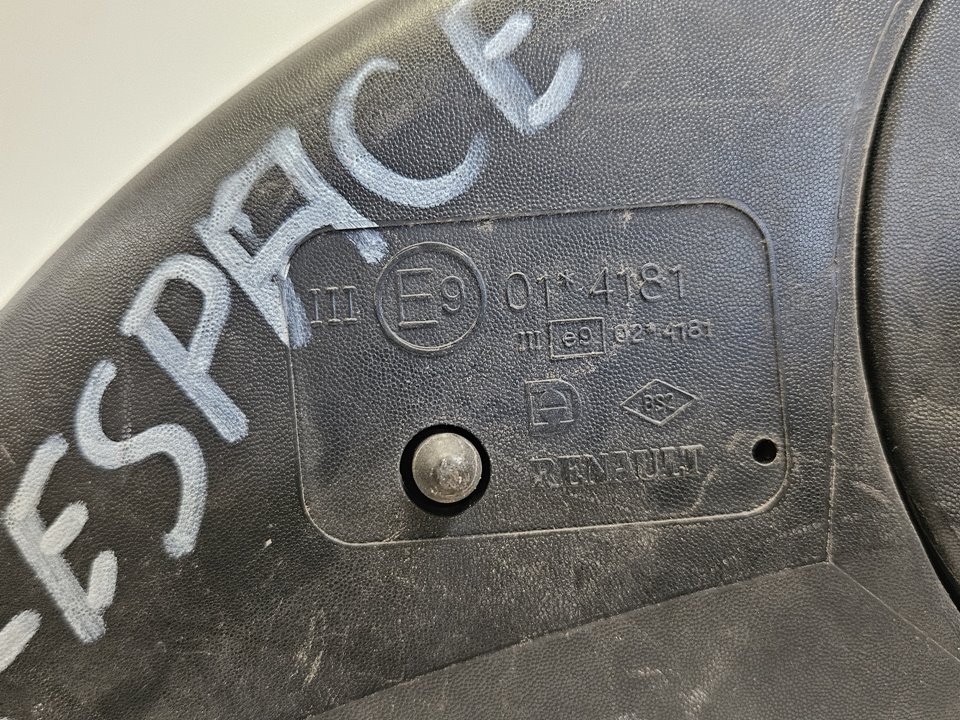 ESPACE
III E9 01* 4181
III e9 02*4181
BS2
RENAULT